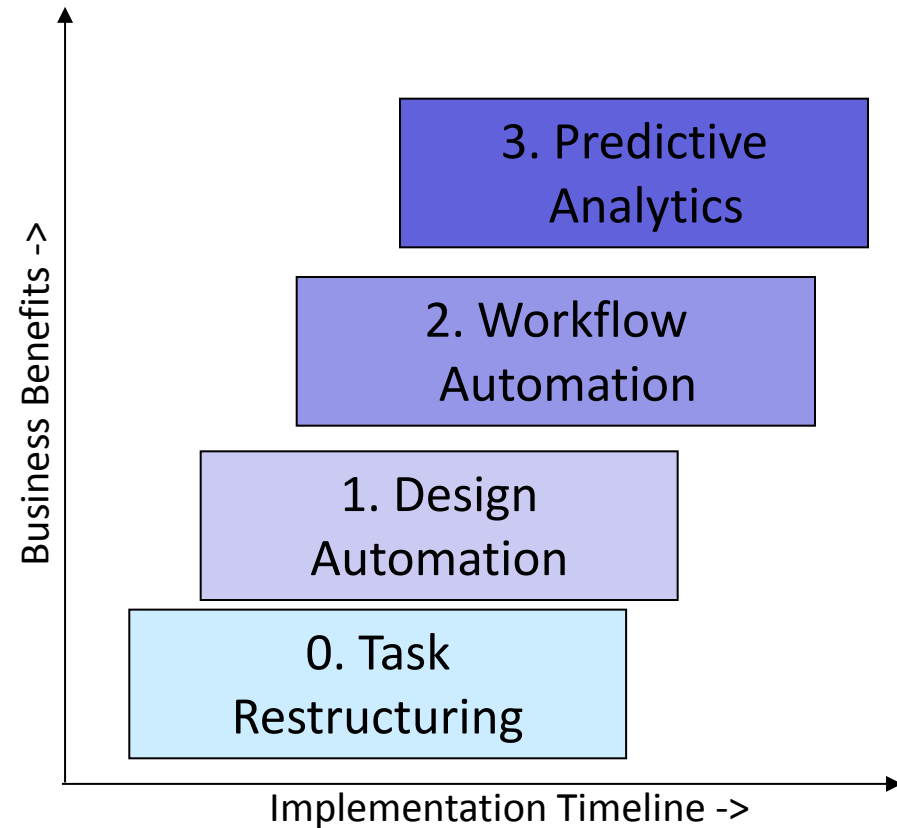 Business Benefits ->
3. Predictive
Analytics
2. Workflow
Automation
1. Design
Automation
0. Task
Restructuring
Implementation Timeline ->